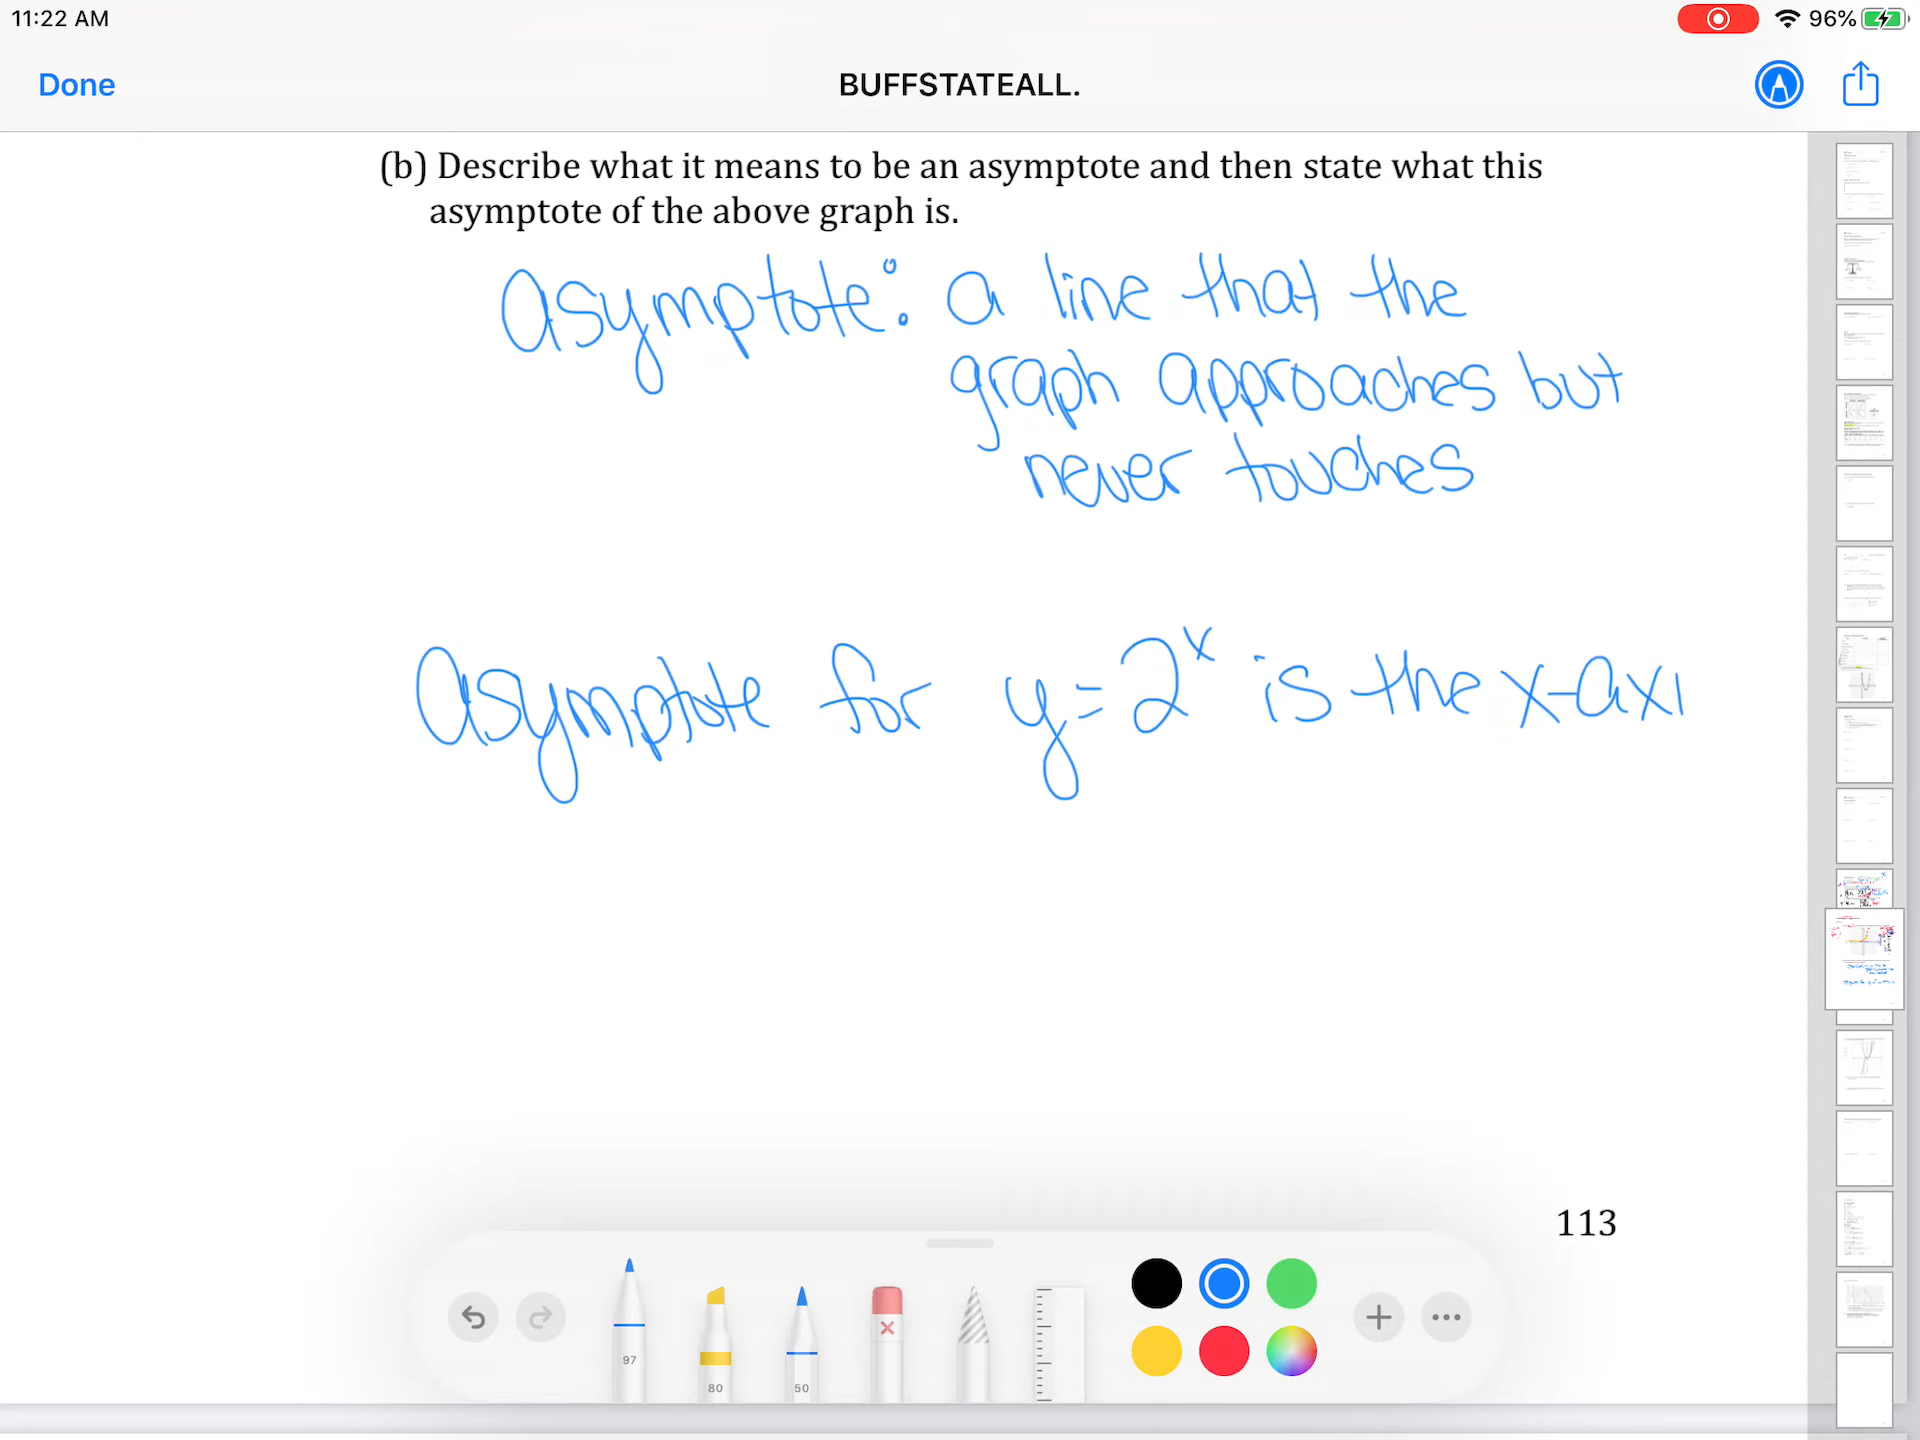 11:22 AM
96%
Done
BUFFSTATEALL.
(b) Describe what it means to be an asymptote and then state what this
asymptote of the above graph is.
asymptote: a line that the
graph approaches but
never touches
Asymptote for y=2^x is the x-axi
113
97
80
50